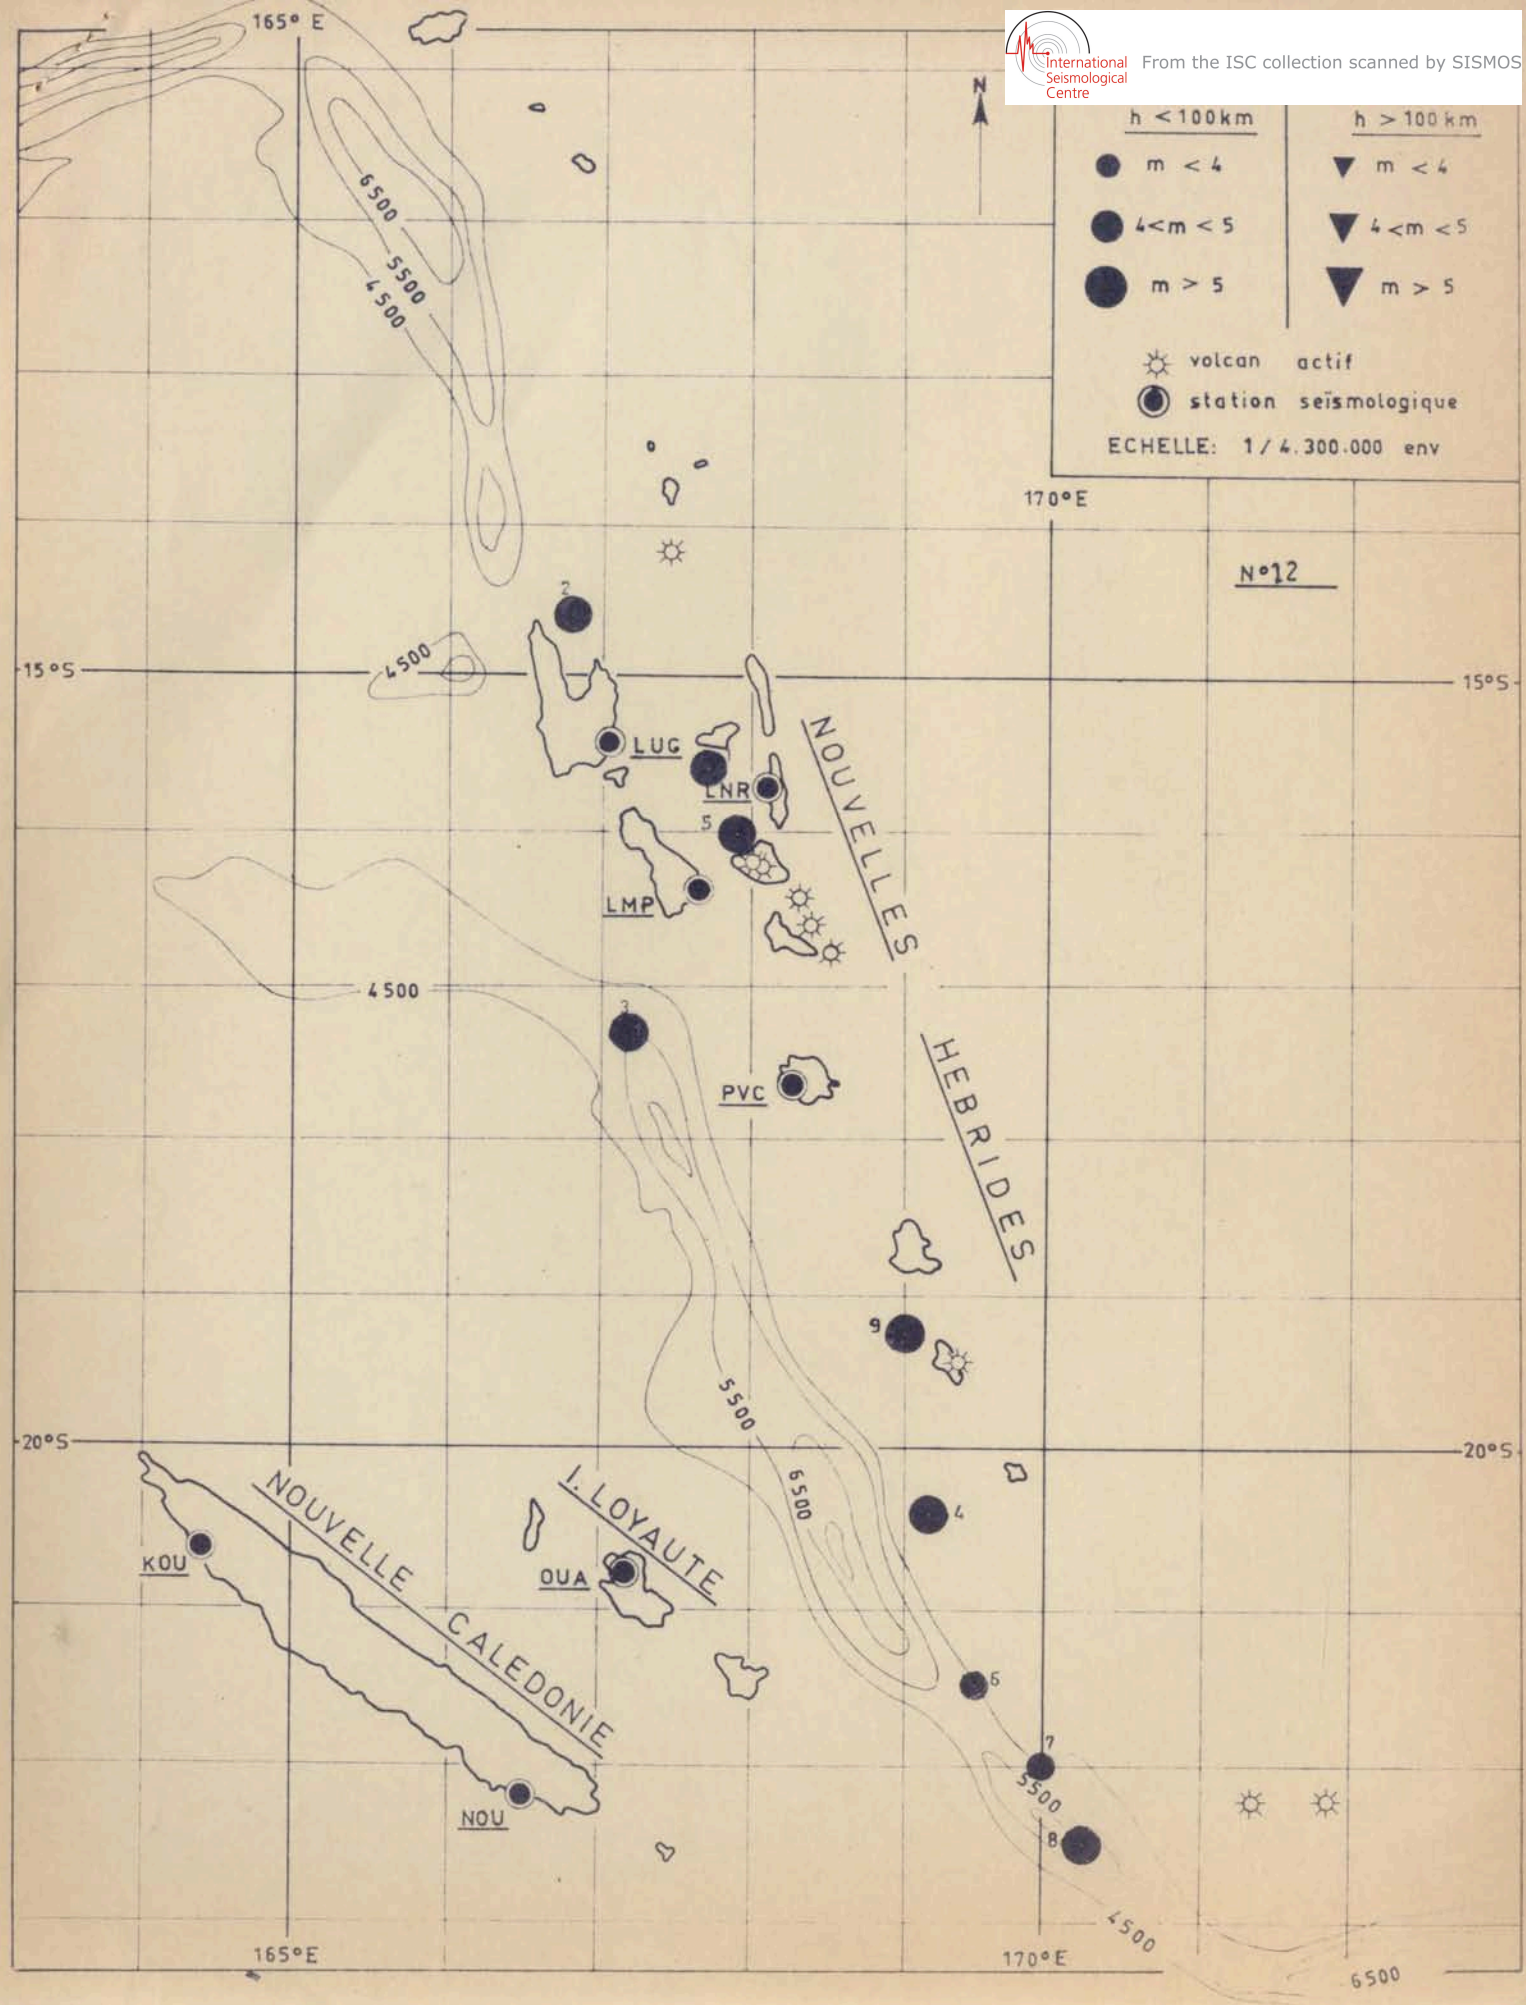 165° E
International
Seismological
Centre
From the ISC collection scanned by SISMOS
N
h < 100 km
h > 100 km
m < 4
m < 4
4 < m < 5
4 < m < 5
m > 5
m > 5
volcan actif
station seïsmologique
ECHELLE: 1 / 4.300.000 env
6500
5500
4500
170° E
N° 12
2
15° S
4500
15° S
LUG
LNR
5
LMP
NOUVELLES
4500
3
PVC
HEBRIDES
9
5500
20° S
20° S
6500
NOUVELLE CALEDONIE
I. LOYAUTE
4
KOU
OUA
6
7
5500
NOU
8
4500
165° E
170° E
6500